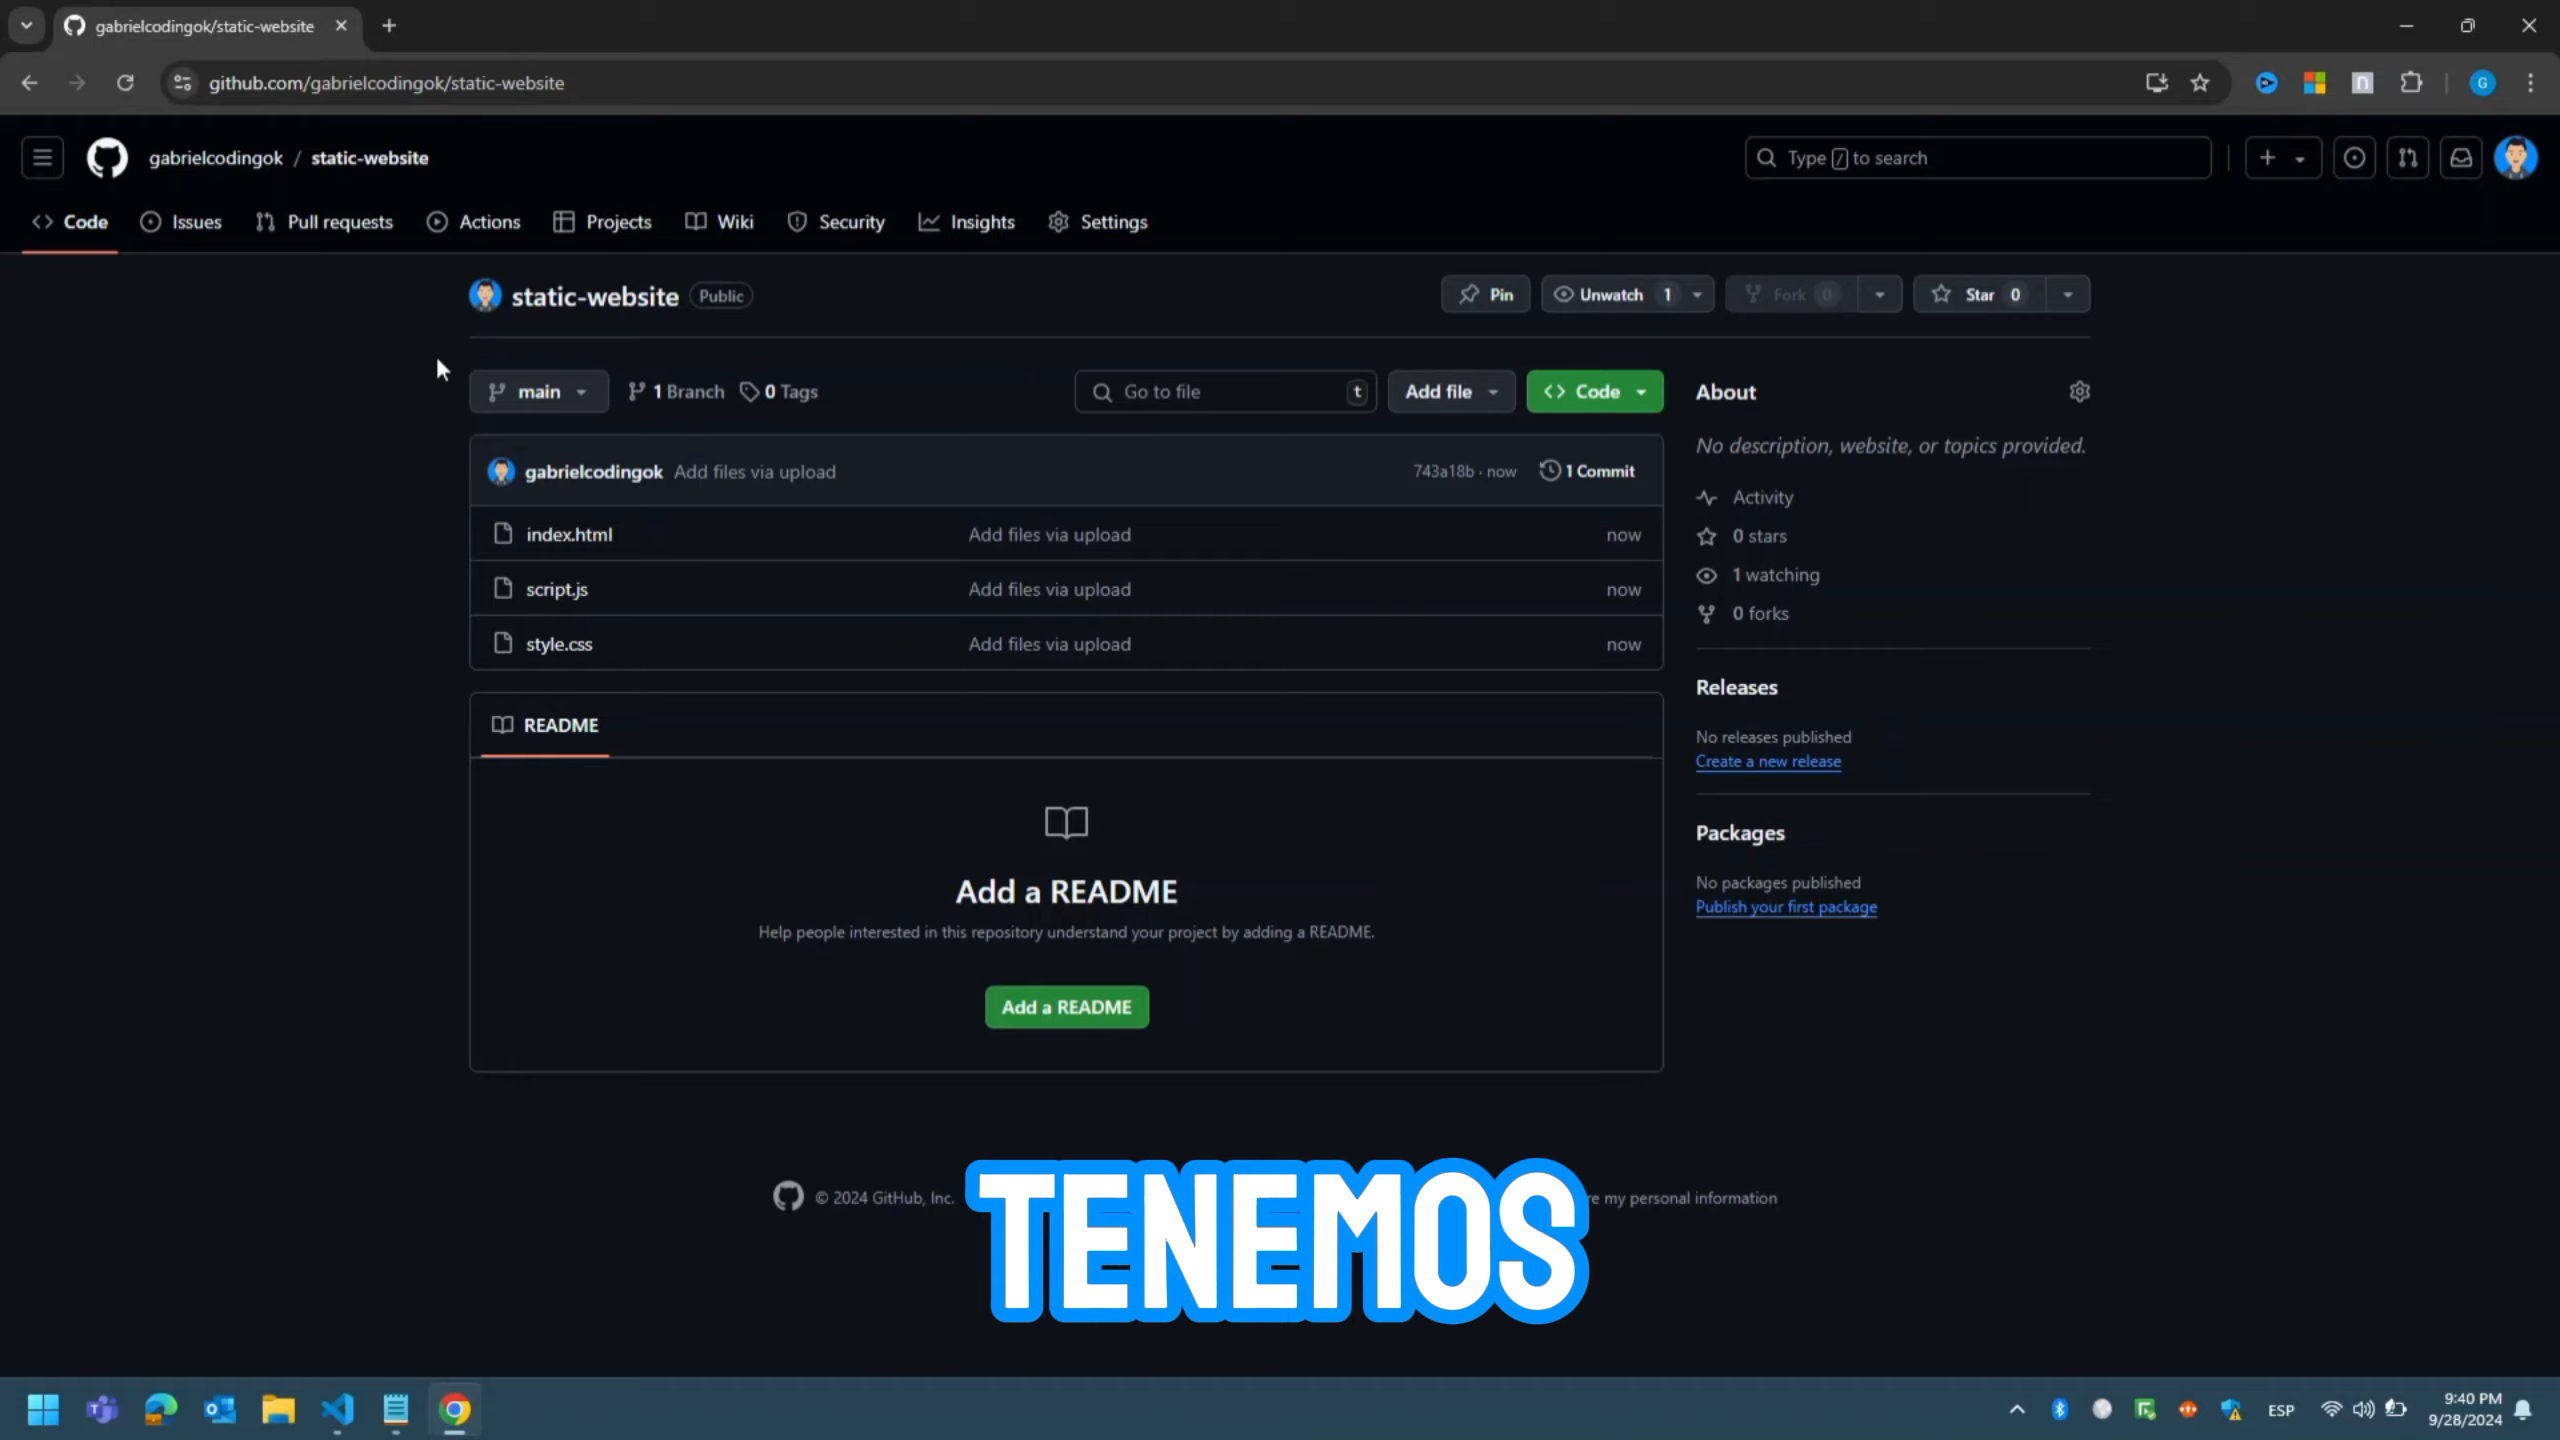 gabrielcodingok/static-website
github.com/gabrielcodingok/static-website
n
G
gabrielcodingok / static-website
Type / to search
Code Issues Pull requests Actions Projects Wiki Security Insights Settings
static-website Public
Pin Unwatch 1 Fork 0 Star 0
main 1 Branch 0 Tags Go to file t Add file Code
About
No description, website, or topics provided.
gabrielcodingok Add files via upload 743a18b · now 1 Commit
index.html Add files via upload now
script.js Add files via upload now
style.css Add files via upload now
Activity
0 stars
1 watching
0 forks
Releases
No releases published
Create a new release
Packages
No packages published
Publish your first package
README
Add a README
Help people interested in this repository understand your project by adding a README.
Add a README
© 2024 GitHub, Inc. re my personal information
TENEMOS
ESP
9:40 PM
9/28/2024